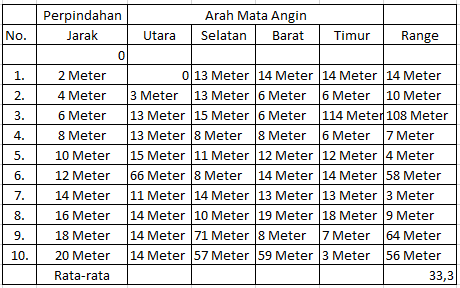 Perpindahan Arah Mata Angin
No. Jarak Utara Selatan Barat Timur Range
0
1. 2 Meter 0 13 Meter 14 Meter 14 Meter 14 Meter
2. 4 Meter 3 Meter 13 Meter 6 Meter 6 Meter 10 Meter
3. 6 Meter 13 Meter 15 Meter 6 Meter 114 Meter 108 Meter
4. 8 Meter 13 Meter 8 Meter 8 Meter 6 Meter 7 Meter
5. 10 Meter 15 Meter 11 Meter 12 Meter 12 Meter 4 Meter
6. 12 Meter 66 Meter 8 Meter 14 Meter 14 Meter 58 Meter
7. 14 Meter 11 Meter 14 Meter 13 Meter 13 Meter 3 Meter
8. 16 Meter 14 Meter 10 Meter 19 Meter 18 Meter 9 Meter
9. 18 Meter 14 Meter 71 Meter 8 Meter 7 Meter 64 Meter
10. 20 Meter 14 Meter 57 Meter 59 Meter 3 Meter 56 Meter
Rata-rata 33,3